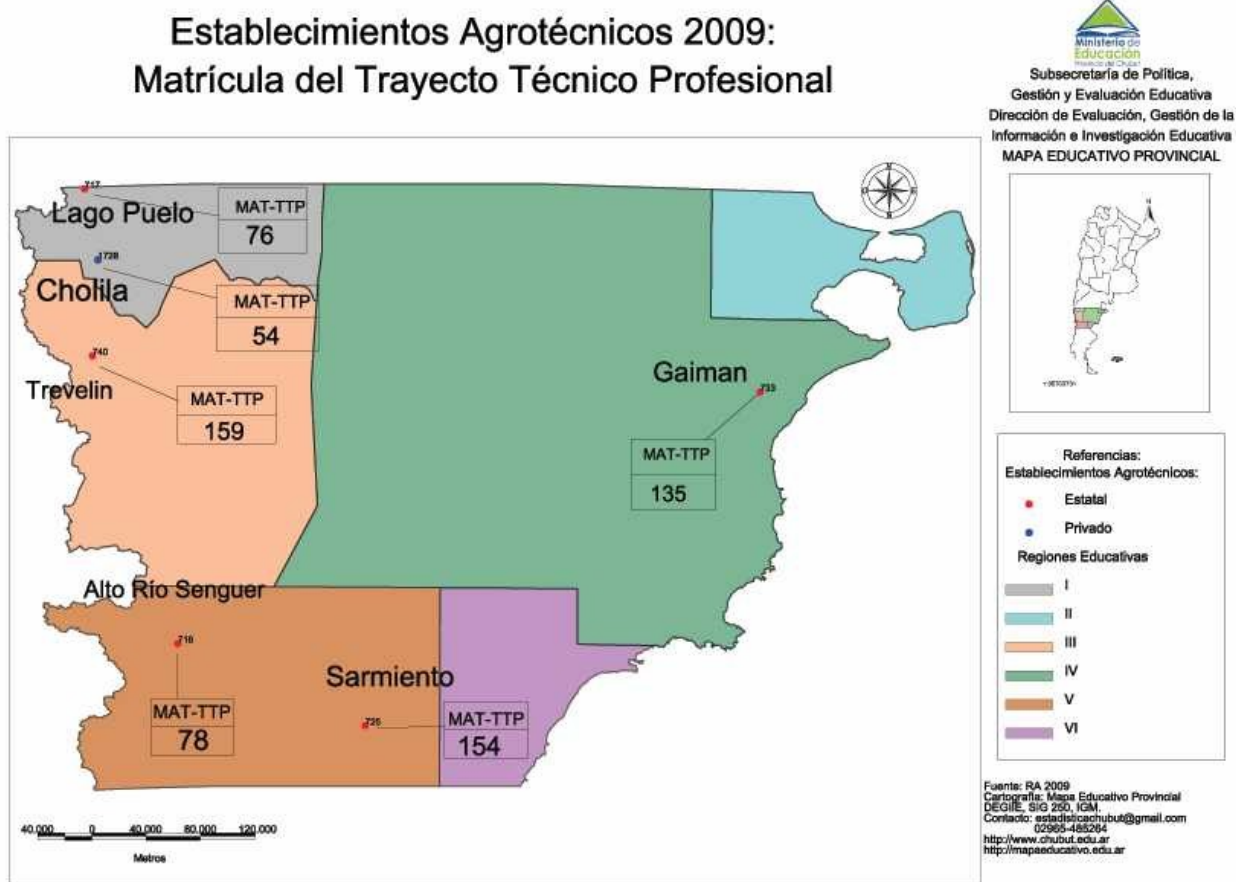 Establecimientos Agrotécnicos 2009:
Matrícula del Trayecto Técnico Profesional
Ministerio de
Educación
Provincia del Chubut
Subsecretaría de Política,
Gestión y Evaluación Educativa
Dirección de Evaluación, Gestión de la
Información e Investigación Educativa
MAPA EDUCATIVO PROVINCIAL
N
O
E
S
717
Lago Puelo
MAT-TTP
76
1728
Cholila
MAT-TTP
54
740
Trevelin
MAT-TTP
159
Gaiman
733
MAT-TTP
135
Alto Río Senguer
716
MAT-TTP
78
Sarmiento
725
MAT-TTP
154
40.000 0 40.000 80.000 120.000
Metros
N
Referencias:
Establecimientos Agrotécnicos:
Estatal
Privado
Regiones Educativas
I
II
III
IV
V
VI
Fuente: RA 2009
Cartografía: Mapa Educativo Provincial
DEGIIE, SIG 250, IGM.
Contacto: estadisticachubut@gmail.com
02965-485264
http://www.chubut.edu.ar
http://mapaeducativo.edu.ar